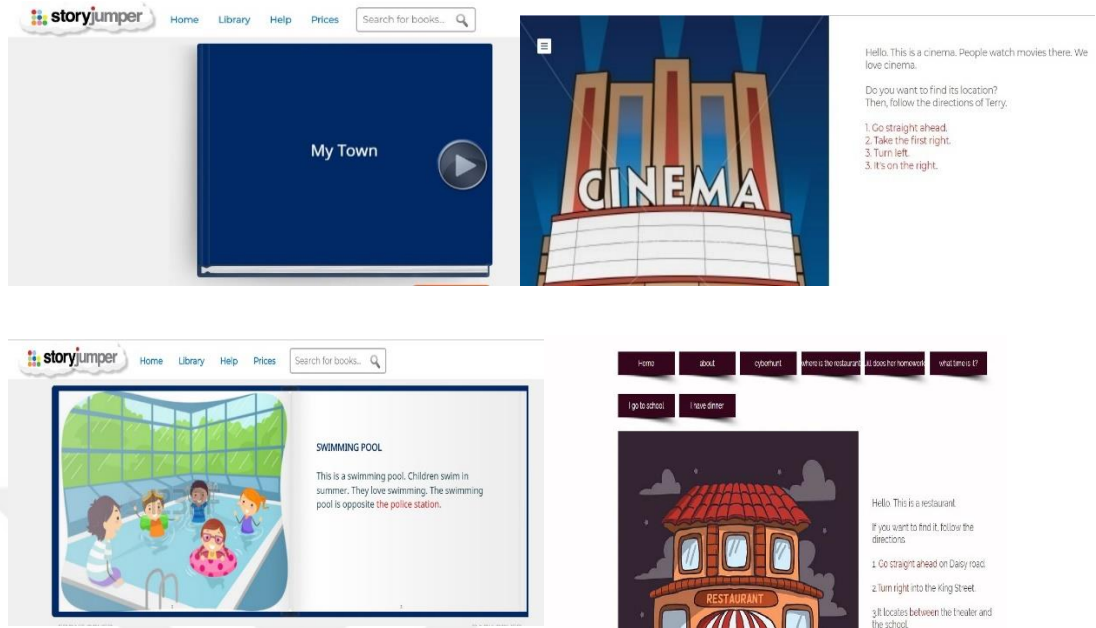 storyjumper
Home Library Help Prices Search for books...
My Town
CINEMA
Hello. This is a cinema. People watch movies there. We
love cinema.
Do you want to find its location?
Then, follow the directions of Terry.
1. Go straight ahead.
2. Take the first right.
3. Turn left.
3. It's on the right.
storyjumper
Home Library Help Prices Search for books...
SWIMMING POOL
This is a swimming pool. Children swim in
summer. They love swimming. The swimming
pool is opposite the police station.
Home about cyberhunt where is the restaurant does her homework what time is it?
I go to school I have dinner
RESTAURANT
Hello. This is a restaurant.
If you want to find it, follow the
directions.
1. Go straight ahead on Daisy road.
2. Turn right into the King Street.
3. It locates between the theater and
the school.